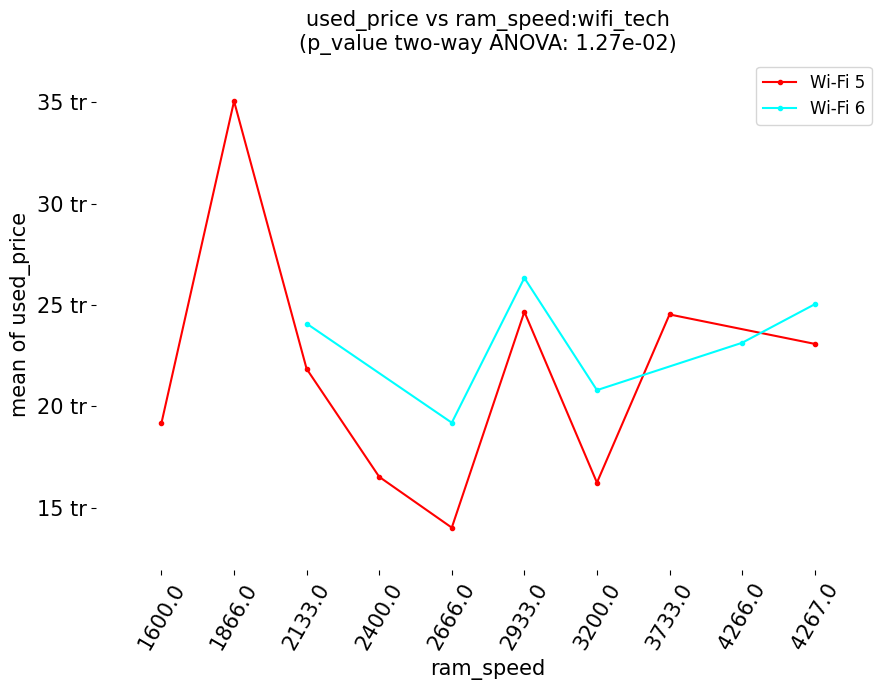 used_price vs ram_speed:wifi_tech
(p_value two-way ANOVA: 1.27e-02)
Wi-Fi 5
Wi-Fi 6
35 tr
30 tr
25 tr
20 tr
15 tr
mean of used_price
1600.0
1866.0
2133.0
2400.0
2666.0
2933.0
3200.0
3733.0
4266.0
4267.0
ram_speed